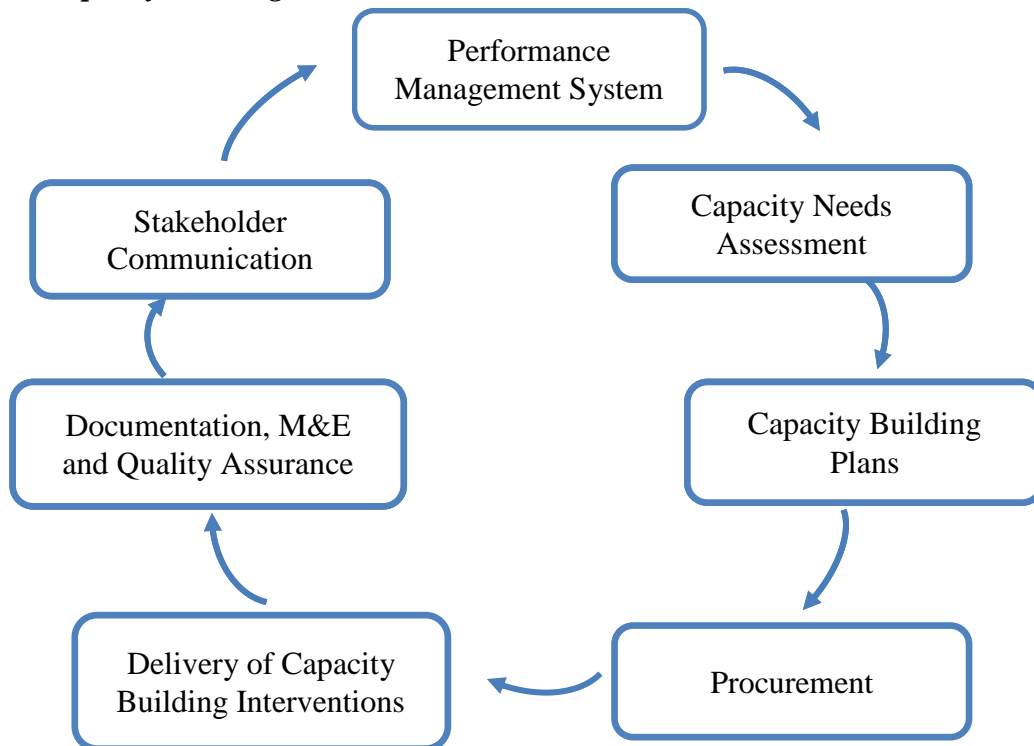 Performance
Management System
Capacity Needs
Assessment
Capacity Building
Plans
Procurement
Delivery of Capacity
Building Interventions
Documentation, M&E
and Quality Assurance
Stakeholder
Communication